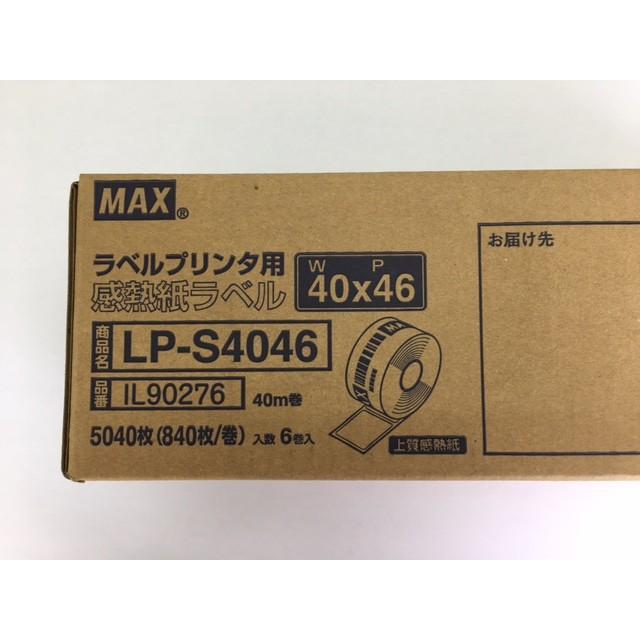 MAX®
ラベルプリンタ用
感熱紙ラベル
W P
40x46
商品名 LP-S4046
品番 IL90276 40m巻
5040枚(840枚/巻) 入数 6巻入
MAX
上質感熱紙
お届け先